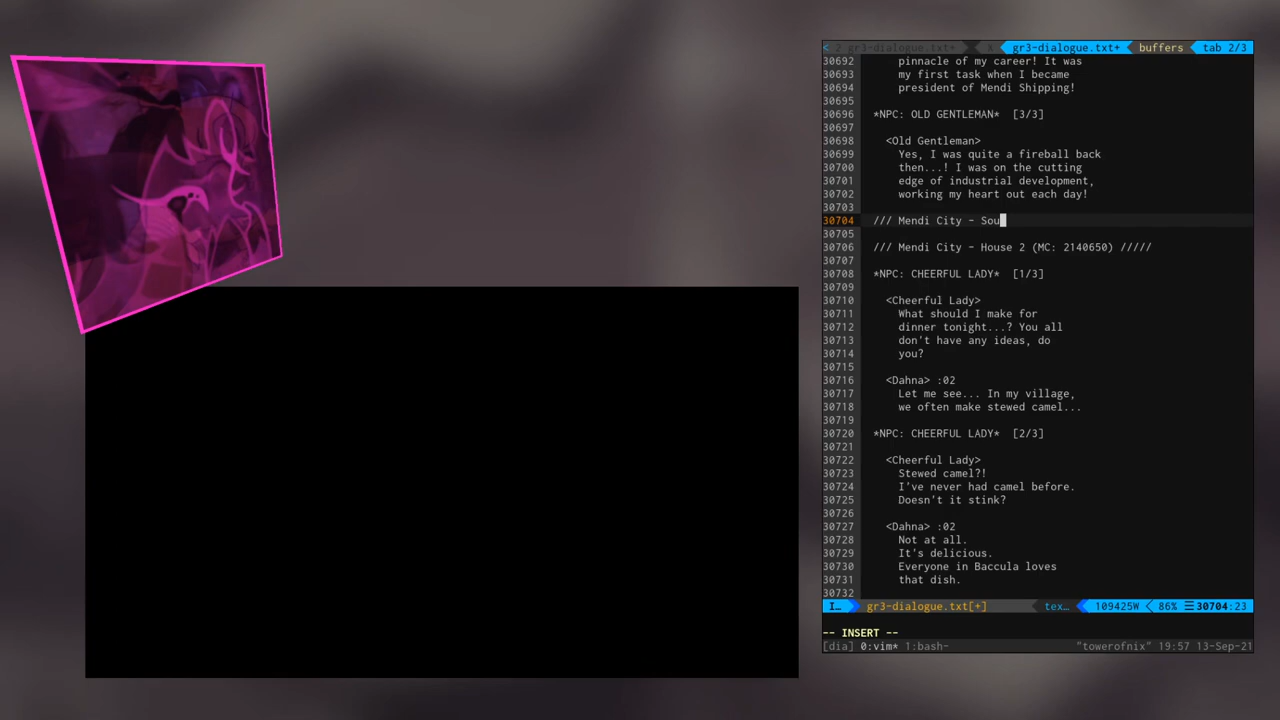 < 2 gr3-dialogue.txt+ gr3-dialogue.txt+ buffers tab 2/3
30692 pinnacle of my career! It was
30693 my first task when I became
30694 president of Mendi Shipping!
30695
30696 *NPC: OLD GENTLEMAN* [3/3]
30697
30698 <Old Gentleman>
30699 Yes, I was quite a fireball back
30700 then...! I was on the cutting
30701 edge of industrial development,
30702 working my heart out each day!
30703
30704 /// Mendi City - Sou
30705
30706 /// Mendi City - House 2 (MC: 2140650) /////
30707
30708 *NPC: CHEERFUL LADY* [1/3]
30709
30710 <Cheerful Lady>
30711 What should I make for
30712 dinner tonight...? You all
30713 don't have any ideas, do
30714 you?
30715
30716 <Dahna> :02
30717 Let me see... In my village,
30718 we often make stewed camel...
30719
30720 *NPC: CHEERFUL LADY* [2/3]
30721
30722 <Cheerful Lady>
30723 Stewed camel?!
30724 I've never had camel before.
30725 Doesn't it stink?
30726
30727 <Dahna> :02
30728 Not at all.
30729 It's delicious.
30730 Everyone in Baccula loves
30731 that dish.
30732
I… gr3-dialogue.txt[+] tex… 109425W 86% ☰30704:23
-- INSERT --
[dia] 0:vim* 1:bash- "towerofnix" 19:57 13-Sep-21